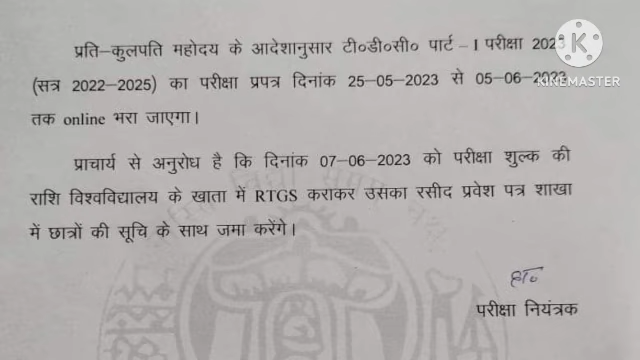 प्रति–कुलपति महोदय के आदेशानुसार टी०डी०सी० पार्ट – I परीक्षा 2023
(सत्र 2022–2025) का परीक्षा प्रपत्र दिनांक 25-05-2023 से 05-06-2023
तक online भरा जाएगा।
प्राचार्य से अनुरोध है कि दिनांक 07-06-2023 को परीक्षा शुल्क की
राशि विश्वविद्यालय के खाता में RTGS कराकर उसका रसीद प्रवेश पत्र शाखा
में छात्रों की सूचि के साथ जमा करेंगे।
ह०
परीक्षा नियंत्रक
KINEMASTER